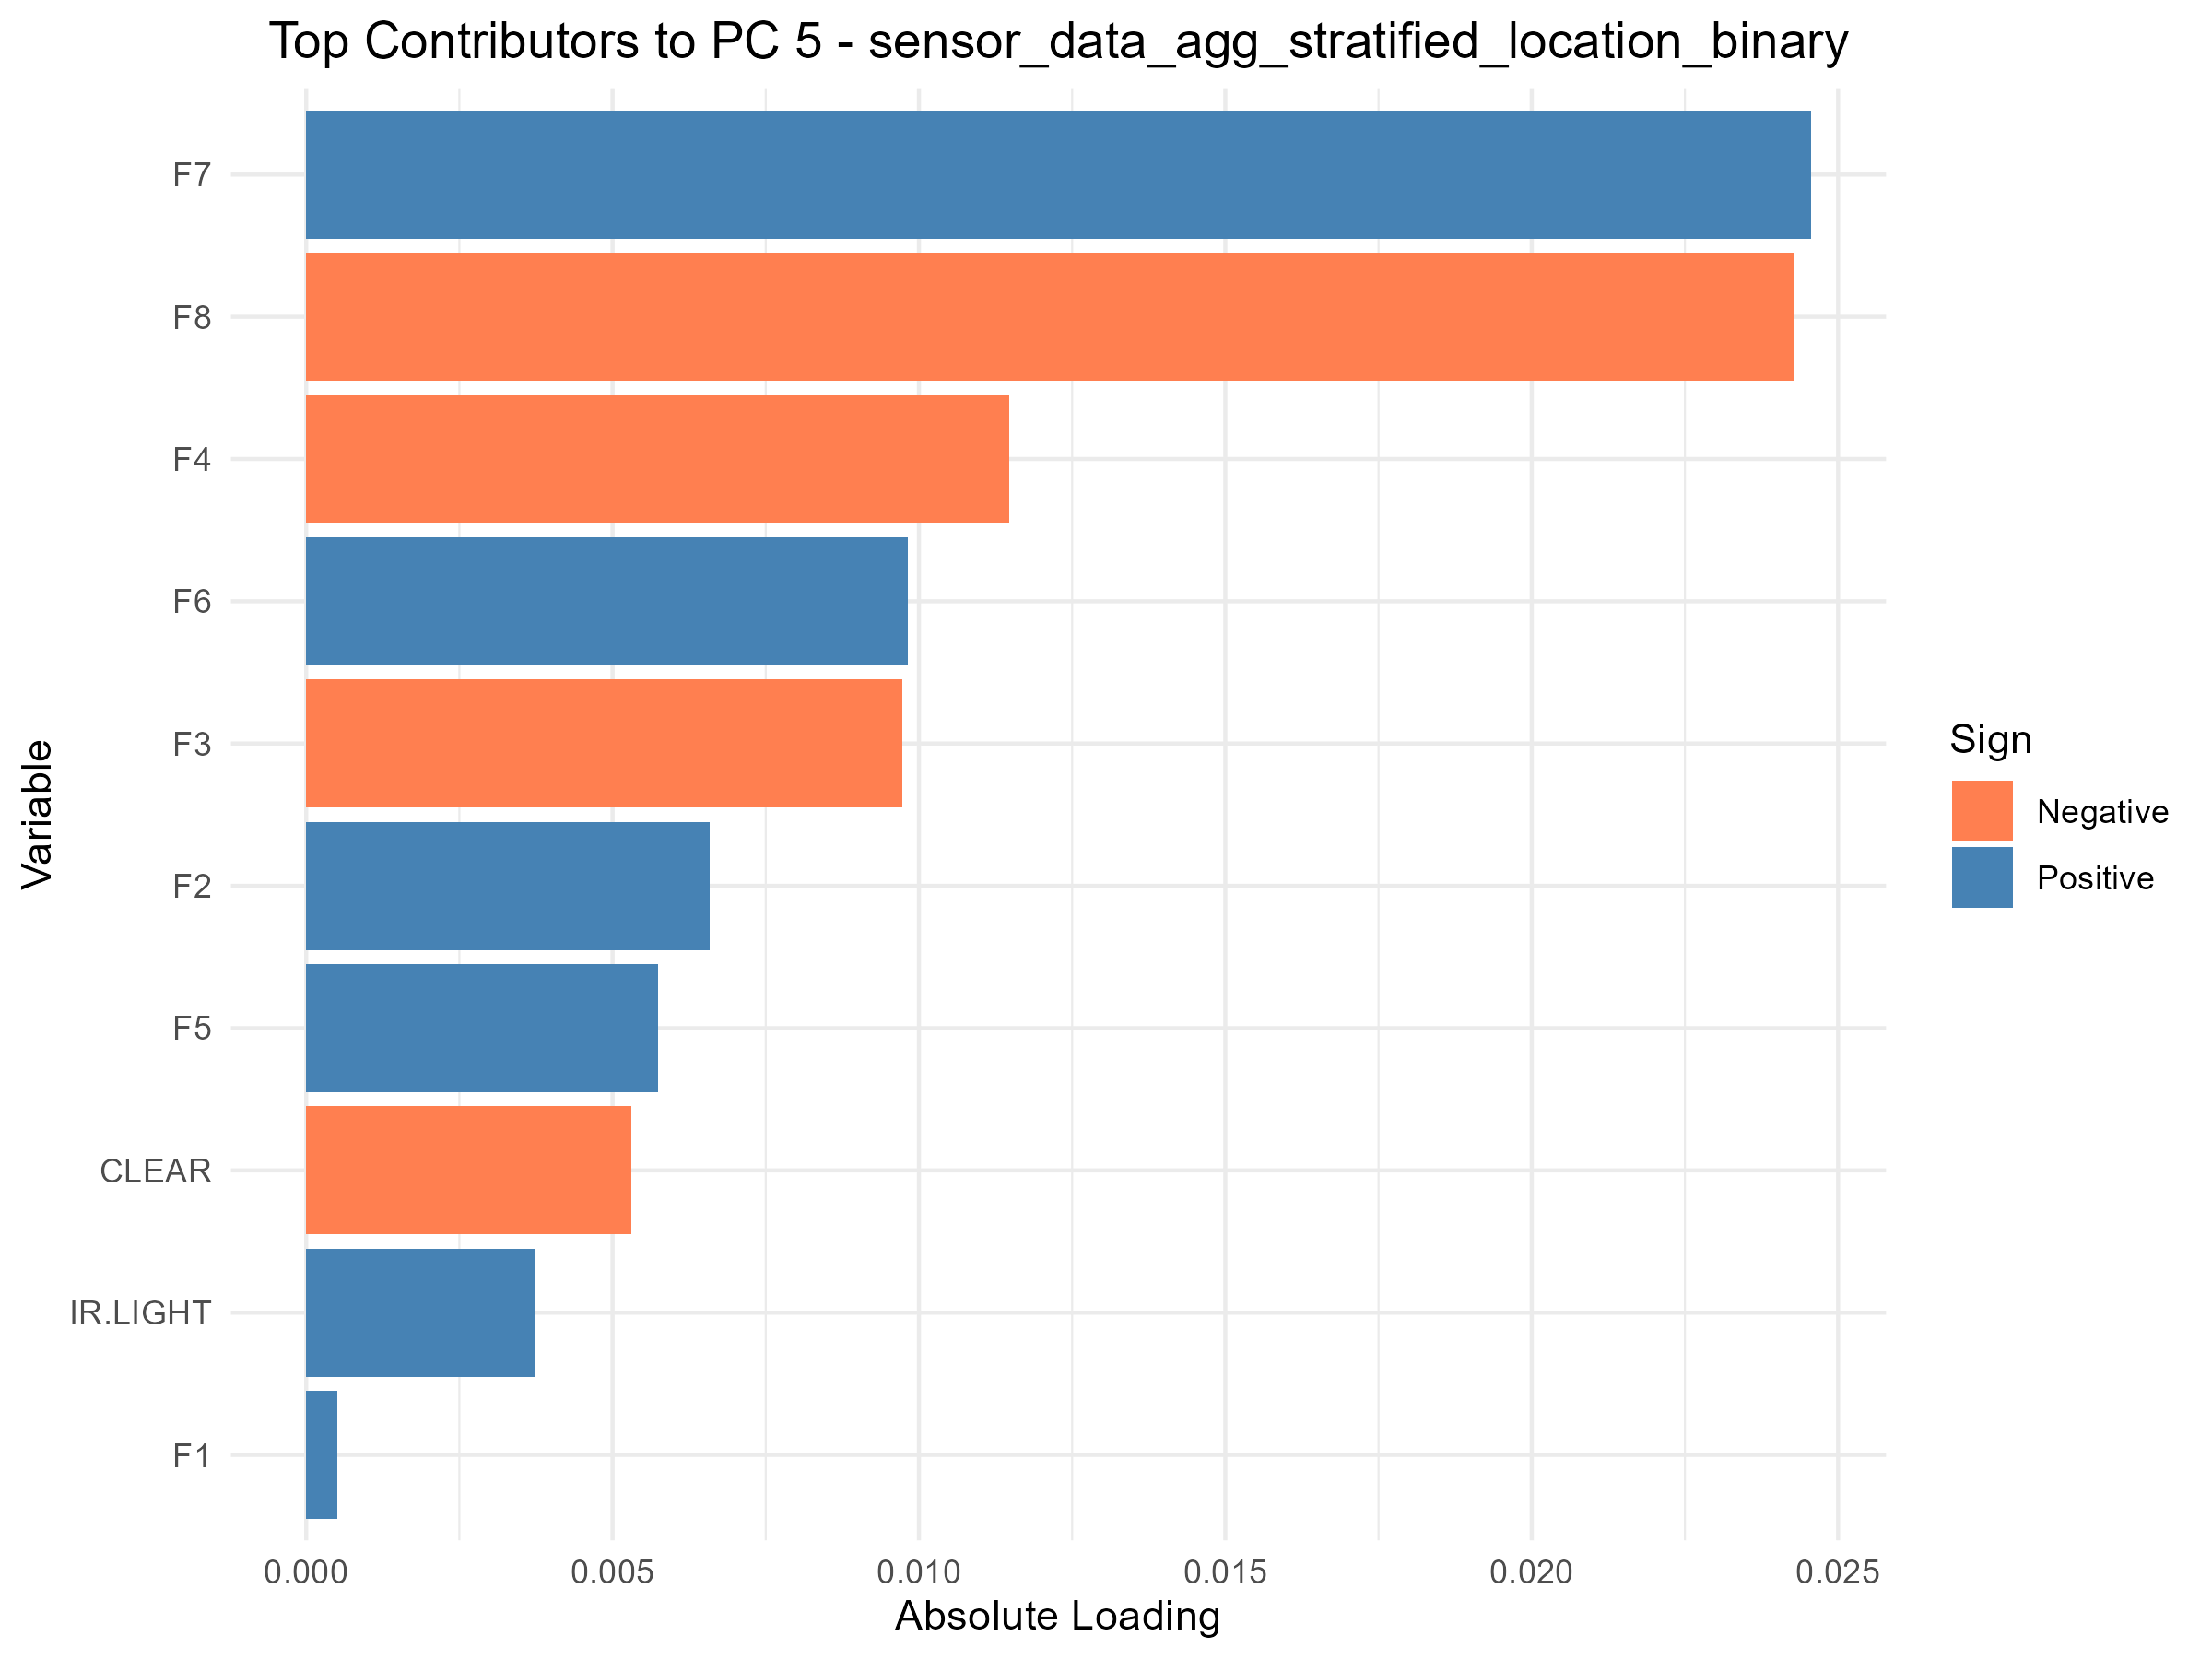 Top Contributors to PC 5 - sensor_data_agg_stratified_location_binary
F7
F8
F4
F6
F3
F2
F5
CLEAR
IR.LIGHT
F1
Variable
0.000 0.005 0.010 0.015 0.020 0.025
Absolute Loading
Sign
Negative
Positive